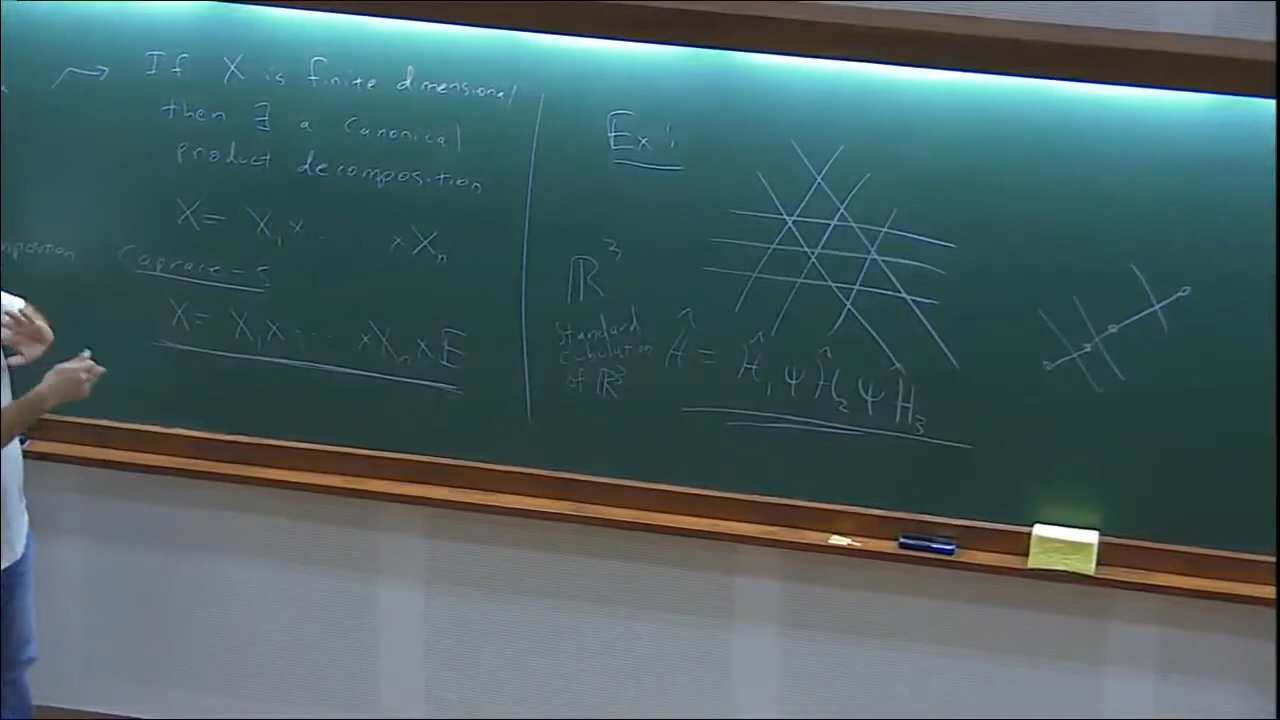 If X is finite dimensional
then ∃ a canonical
product decomposition
X = X₁ × ... × Xₙ
Caprace - S
X = X₁ × ... × Xₙ × E
Ex:
ℝ³
standard
cubulation
of ℝ³
Ĥ = Ĥ₁ ⊎ Ĥ₂ ⊎ Ĥ₃